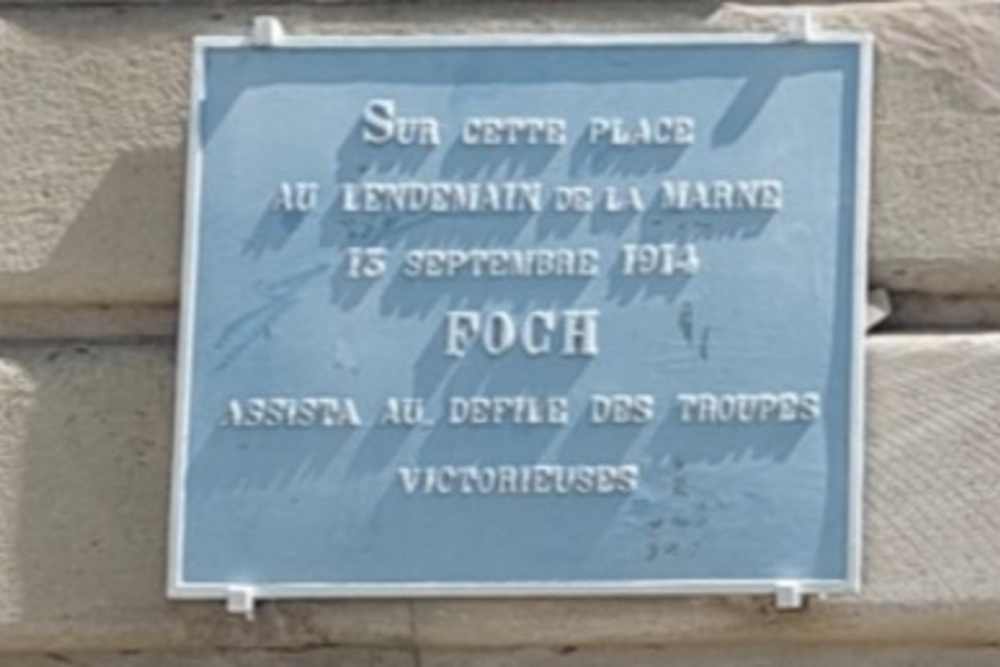 SUR CETTE PLACE
AU LENDEMAIN DE LA MARNE
13 SEPTEMBRE 1914
FOCH
ASSISTA AU DEFILE DES TROUPES
VICTORIEUSES